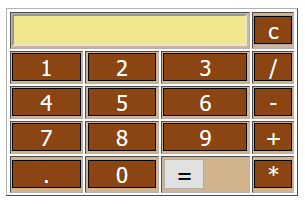 c
1 2 3 /
4 5 6 -
7 8 9 +
. 0 = *